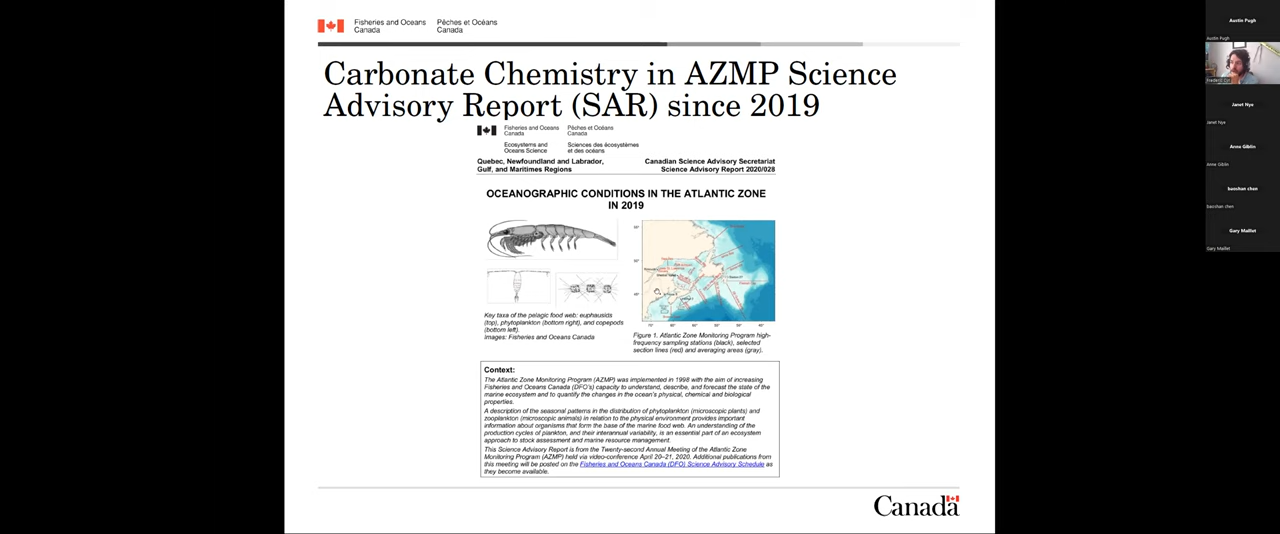 Fisheries and Oceans Canada
Pêches et Océans Canada
Carbonate Chemistry in AZMP Science
Advisory Report (SAR) since 2019
Fisheries and Oceans Canada
Pêches et Océans Canada
Ecosystems and Oceans Science
Sciences des écosystèmes et des océans
Quebec, Newfoundland and Labrador,
Gulf, and Maritimes Regions
Canadian Science Advisory Secretariat
Science Advisory Report 2020/028
OCEANOGRAPHIC CONDITIONS IN THE ATLANTIC ZONE
IN 2019
Key taxa of the pelagic food web: euphausiids
(top), phytoplankton (bottom right), and copepods
(bottom left).
Images: Fisheries and Oceans Canada
Figure 1. Atlantic Zone Monitoring Program high-
frequency sampling stations (black), selected
section lines (red) and averaging areas (gray).
Context:
The Atlantic Zone Monitoring Program (AZMP) was implemented in 1998 with the aim of increasing
Fisheries and Oceans Canada's (DFO's) capacity to understand, describe, and forecast the state of the
marine ecosystem and to quantify the changes in the ocean's physical, chemical and biological
properties.
A description of the seasonal patterns in the distribution of phytoplankton (microscopic plants) and
zooplankton (microscopic animals) in relation to the physical environment provides important
information about organisms that form the base of the marine food web. An understanding of the
production cycles of plankton, and their interannual variability, is an essential part of an ecosystem
approach to stock assessment and marine resource management.
This Science Advisory Report is from the Twenty-second Annual Meeting of the Atlantic Zone
Monitoring Program (AZMP) held via video-conference April 20–21, 2020. Additional publications from
this meeting will be posted on the Fisheries and Oceans Canada (DFO) Science Advisory Schedule as
they become available.
Canada
Austin Pugh
Austin Pugh
Janet Nye
Janet Nye
Anne Giblin
Anne Giblin
baoshan chen
baoshan chen
Gary Maillet
Gary Maillet